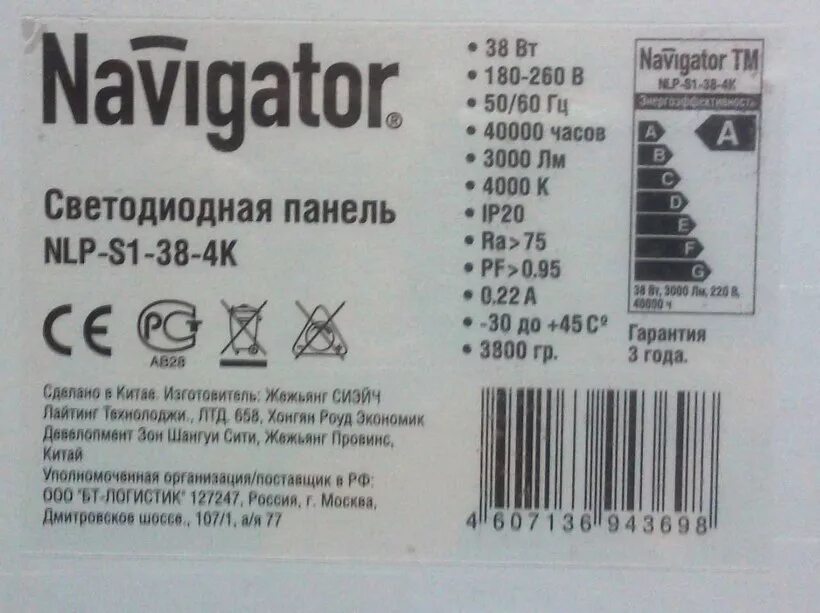 Navigator®
Светодиодная панель
NLP-S1-38-4K
CE
РС
АВ28
Сделано в Китае. Изготовитель: Жежьянг СИЭЙЧ
Лайтинг Технолоджи., ЛТД. 658, Хонгян Роуд Экономик
Девелопмент Зон Шангуи Сити, Жежьянг Провинс,
Китай
Уполномоченная организация/поставщик в РФ:
ООО "БТ-ЛОГИСТИК" 127247, Россия, г. Москва,
Дмитровское шоссе., 107/1, а/я 77
• 38 Вт
• 180-260 В
• 50/60 Гц
• 40000 часов
• 3000 Лм
• 4000 К
• IP20
• Ra>75
• PF>0.95
• 0.22 А
• -30 до +45 Сº
• 3800 гр.
Navigator TM
NLP-S1-38-4K
Энергоэффективность
A
A
B
C
D
E
F
G
38 Вт, 3000 Лм, 220 В,
40000 ч
Гарантия
3 года.
4 607136 943698